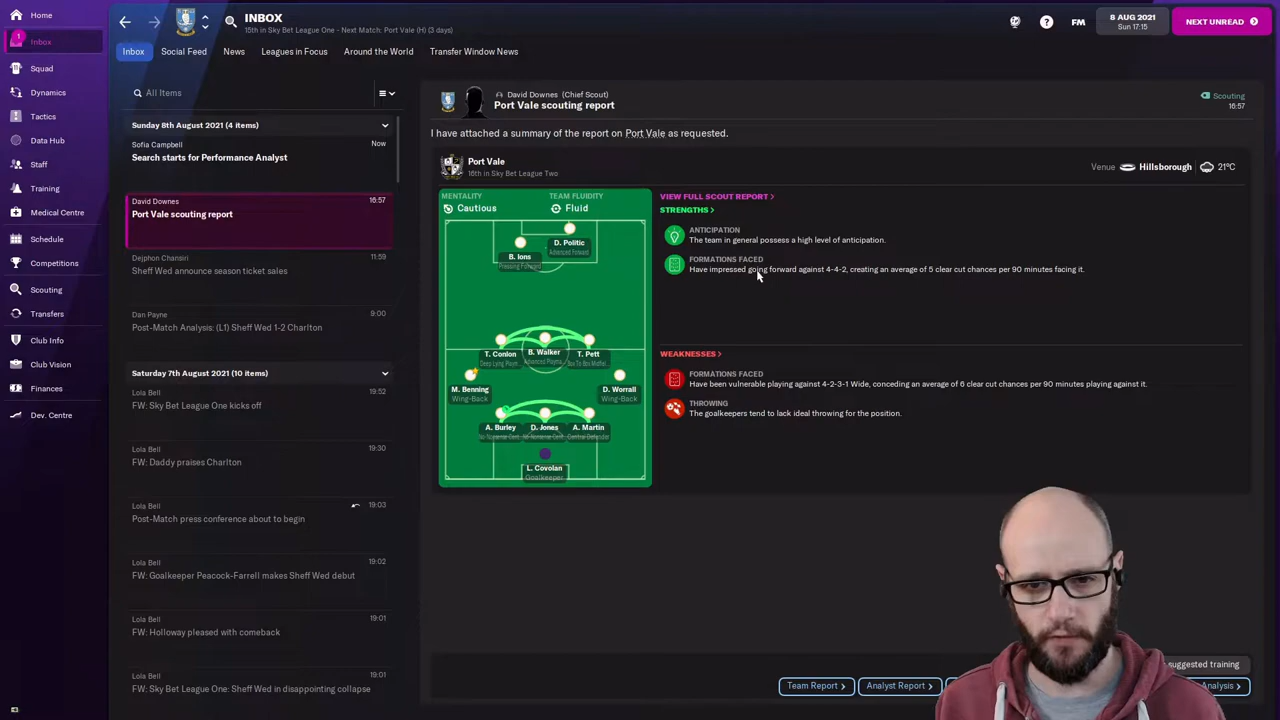 Home
Inbox
1
Squad
Dynamics
Tactics
Data Hub
Staff
Training
Medical Centre
Schedule
Competitions
Scouting
Transfers
Club Info
Club Vision
Finances
Dev. Centre
INBOX
15th in Sky Bet League One - Next Match: Port Vale (H) (3 days)
FM
8 AUG 2021
Sun 17:15
NEXT UNREAD
Inbox
Social Feed
News
Leagues in Focus
Around the World
Transfer Window News
All Items
Sunday 8th August 2021 (4 items)
Sofia Campbell
Now
Search starts for Performance Analyst
David Downes
16:57
Port Vale scouting report
Dejphon Chansiri
11:59
Sheff Wed announce season ticket sales
Dan Payne
9:00
Post-Match Analysis: (L1) Sheff Wed 1-2 Charlton
Saturday 7th August 2021 (10 items)
Lola Bell
19:52
FW: Sky Bet League One kicks off
Lola Bell
19:30
FW: Daddy praises Charlton
Lola Bell
19:03
Post-Match press conference about to begin
Lola Bell
19:02
FW: Goalkeeper Peacock-Farrell makes Sheff Wed debut
Lola Bell
19:01
FW: Holloway pleased with comeback
Lola Bell
19:01
FW: Sky Bet League One: Sheff Wed in disappointing collapse
David Downes (Chief Scout)
Port Vale scouting report
Scouting
16:57
I have attached a summary of the report on Port Vale as requested.
Port Vale
16th in Sky Bet League Two
Venue Hillsborough 21°C
MENTALITY
Cautious
TEAM FLUIDITY
Fluid
D. Politic
Advanced Forward
B. Ions
Pressing Forward
T. Conlon
B. Walker
T. Pett
M. Benning
Wing-Back
D. Worrall
Wing-Back
A. Burley
D. Jones
A. Martin
Central Defender
L. Covolan
Goalkeeper
VIEW FULL SCOUT REPORT
STRENGTHS
ANTICIPATION
The team in general possess a high level of anticipation.
FORMATIONS FACED
Have impressed going forward against 4-4-2, creating an average of 5 clear cut chances per 90 minutes facing it.
WEAKNESSES
FORMATIONS FACED
Have been vulnerable playing against 4-2-3-1 Wide, conceding an average of 6 clear cut chances per 90 minutes playing against it.
THROWING
The goalkeepers tend to lack ideal throwing for the position.
suggested training
Team Report
Analyst Report
Analysis